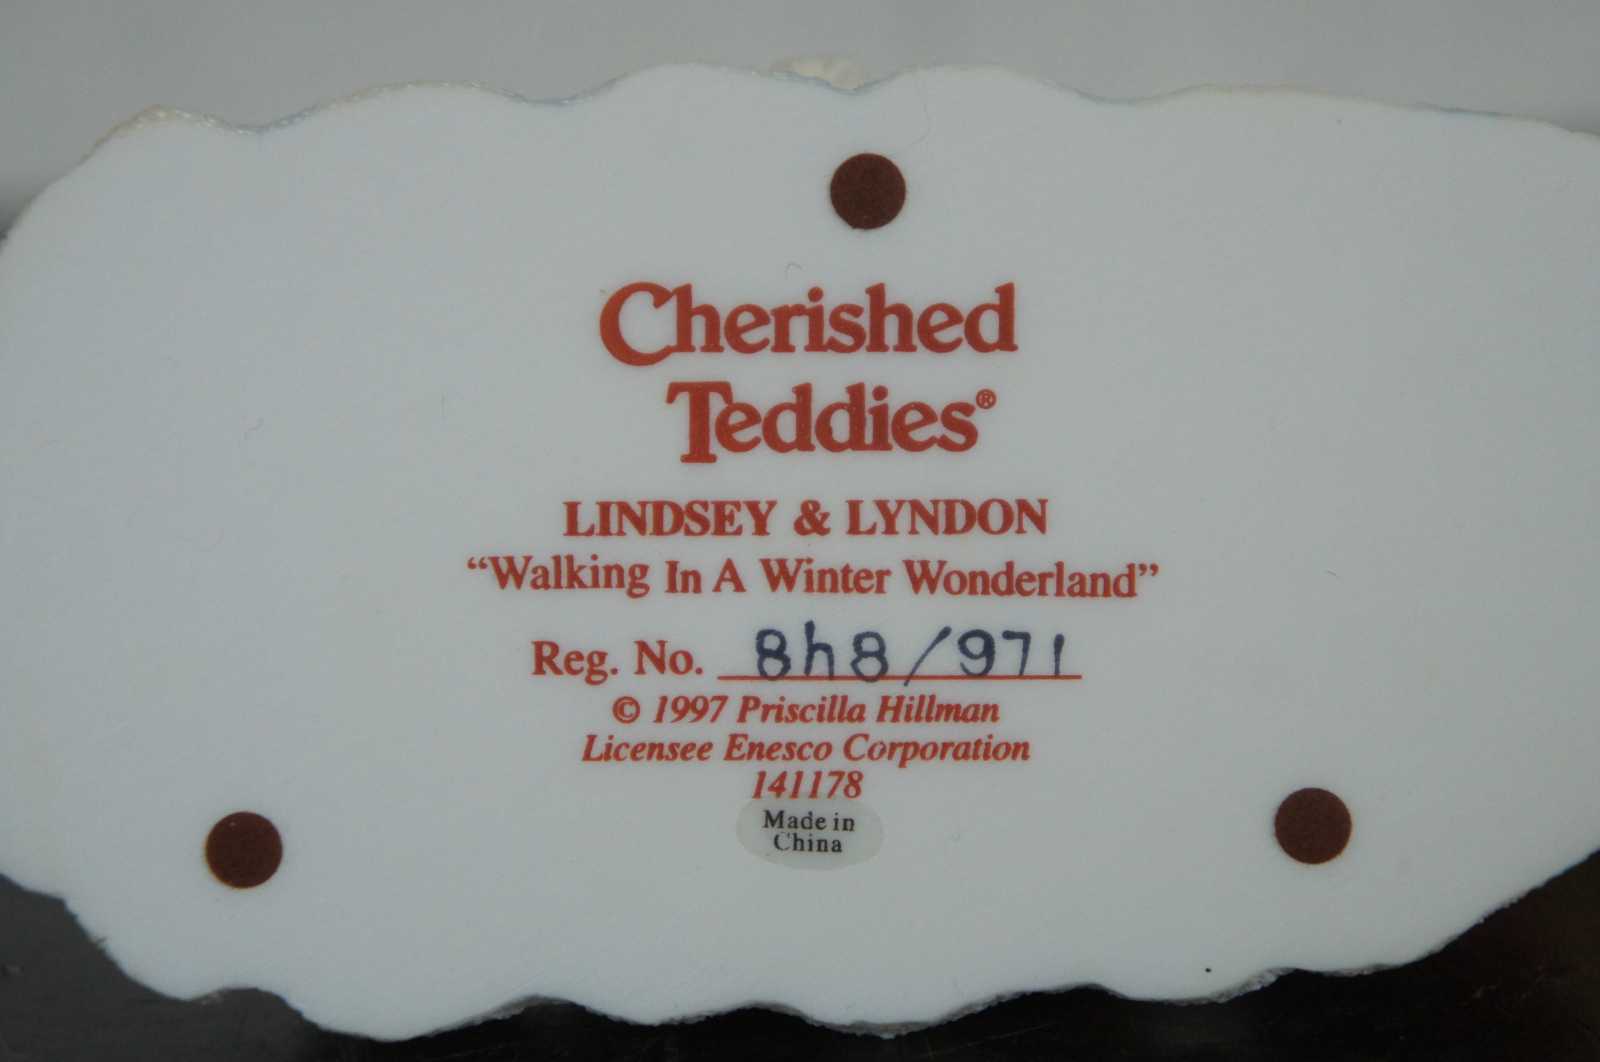 Cherished
Teddies®
LINDSEY & LYNDON
“Walking In A Winter Wonderland”
Reg. No. 8h8/971
© 1997 Priscilla Hillman
Licensee Enesco Corporation
141178
Made in
China